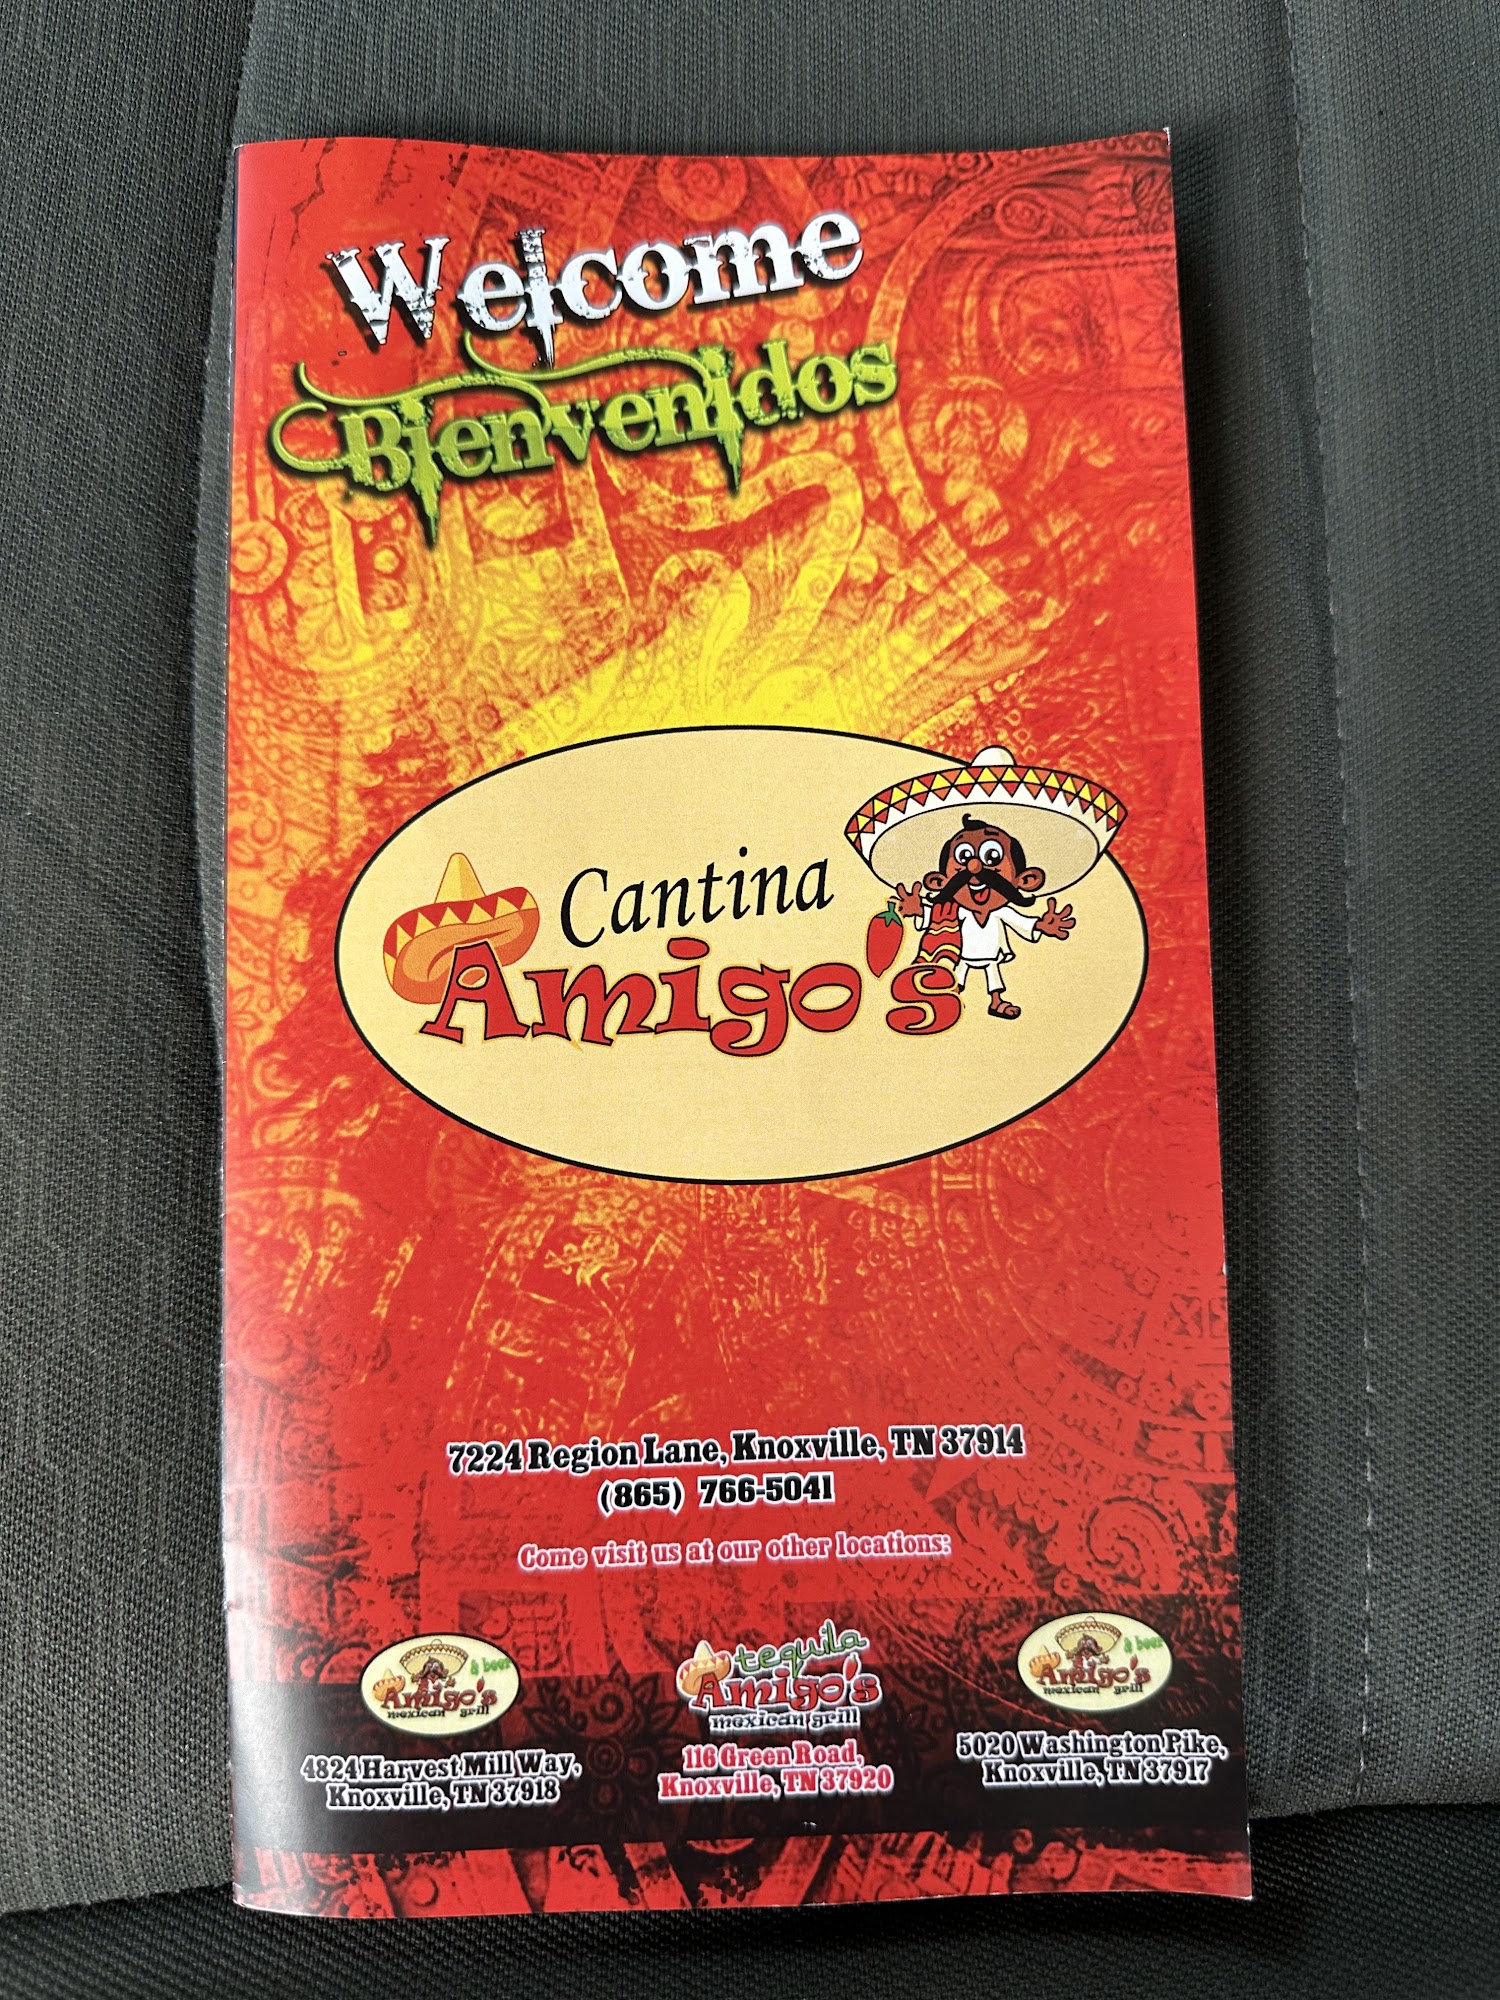 Welcome
Bienvenidos
Cantina
Amigo's
7224 Region Lane, Knoxville, TN 37914
(865) 766-5041
Come visit us at our other locations:
& beer
Amigo's
mexican grill
4824 Harvest Mill Way,
Knoxville, TN 37918
tequila
Amigo's
mexican grill
116 Green Road,
Knoxville, TN 37920
& beer
Amigo's
mexican grill
5020 Washington Pike,
Knoxville, TN 37917